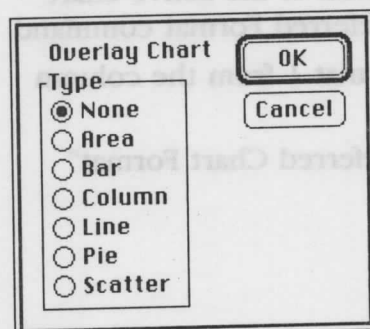 Overlay Chart
OK
Type
None
Cancel
Area
Bar
Column
Line
Pie
Scatter